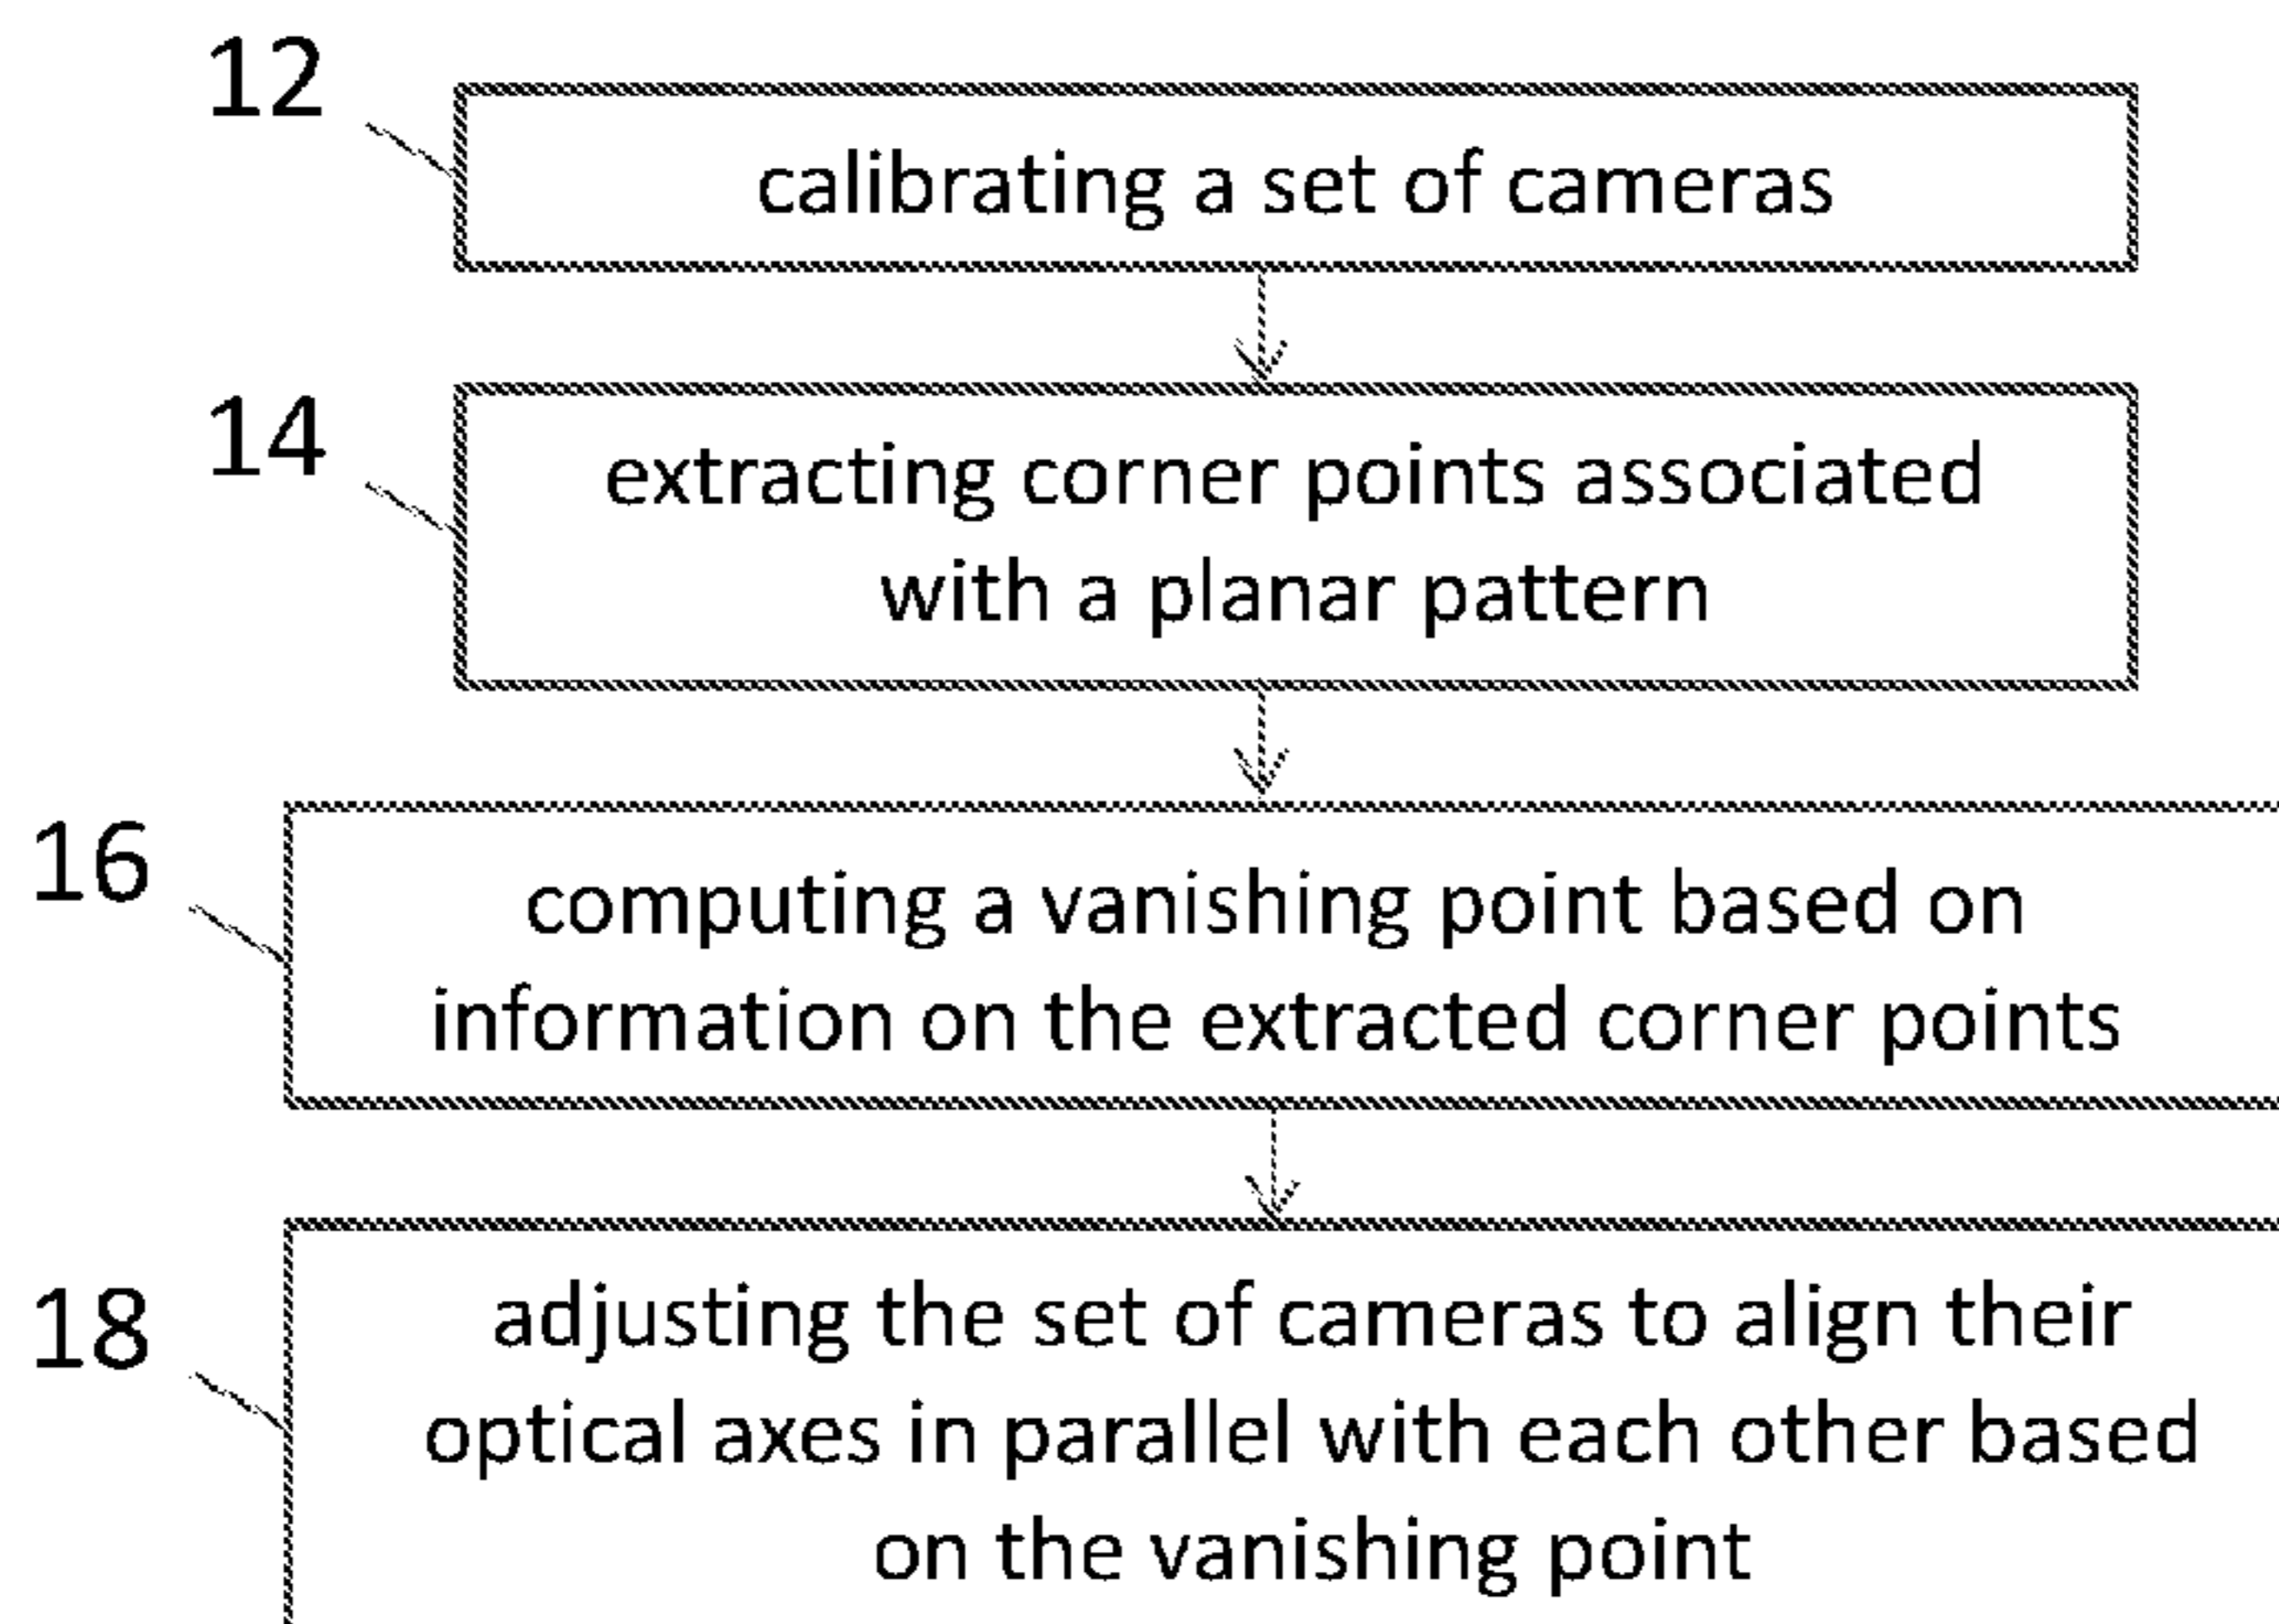 12
calibrating a set of cameras
14
extracting corner points associated
with a planar pattern
16
computing a vanishing point based on
information on the extracted corner points
18
adjusting the set of cameras to align their
optical axes in parallel with each other based
on the vanishing point